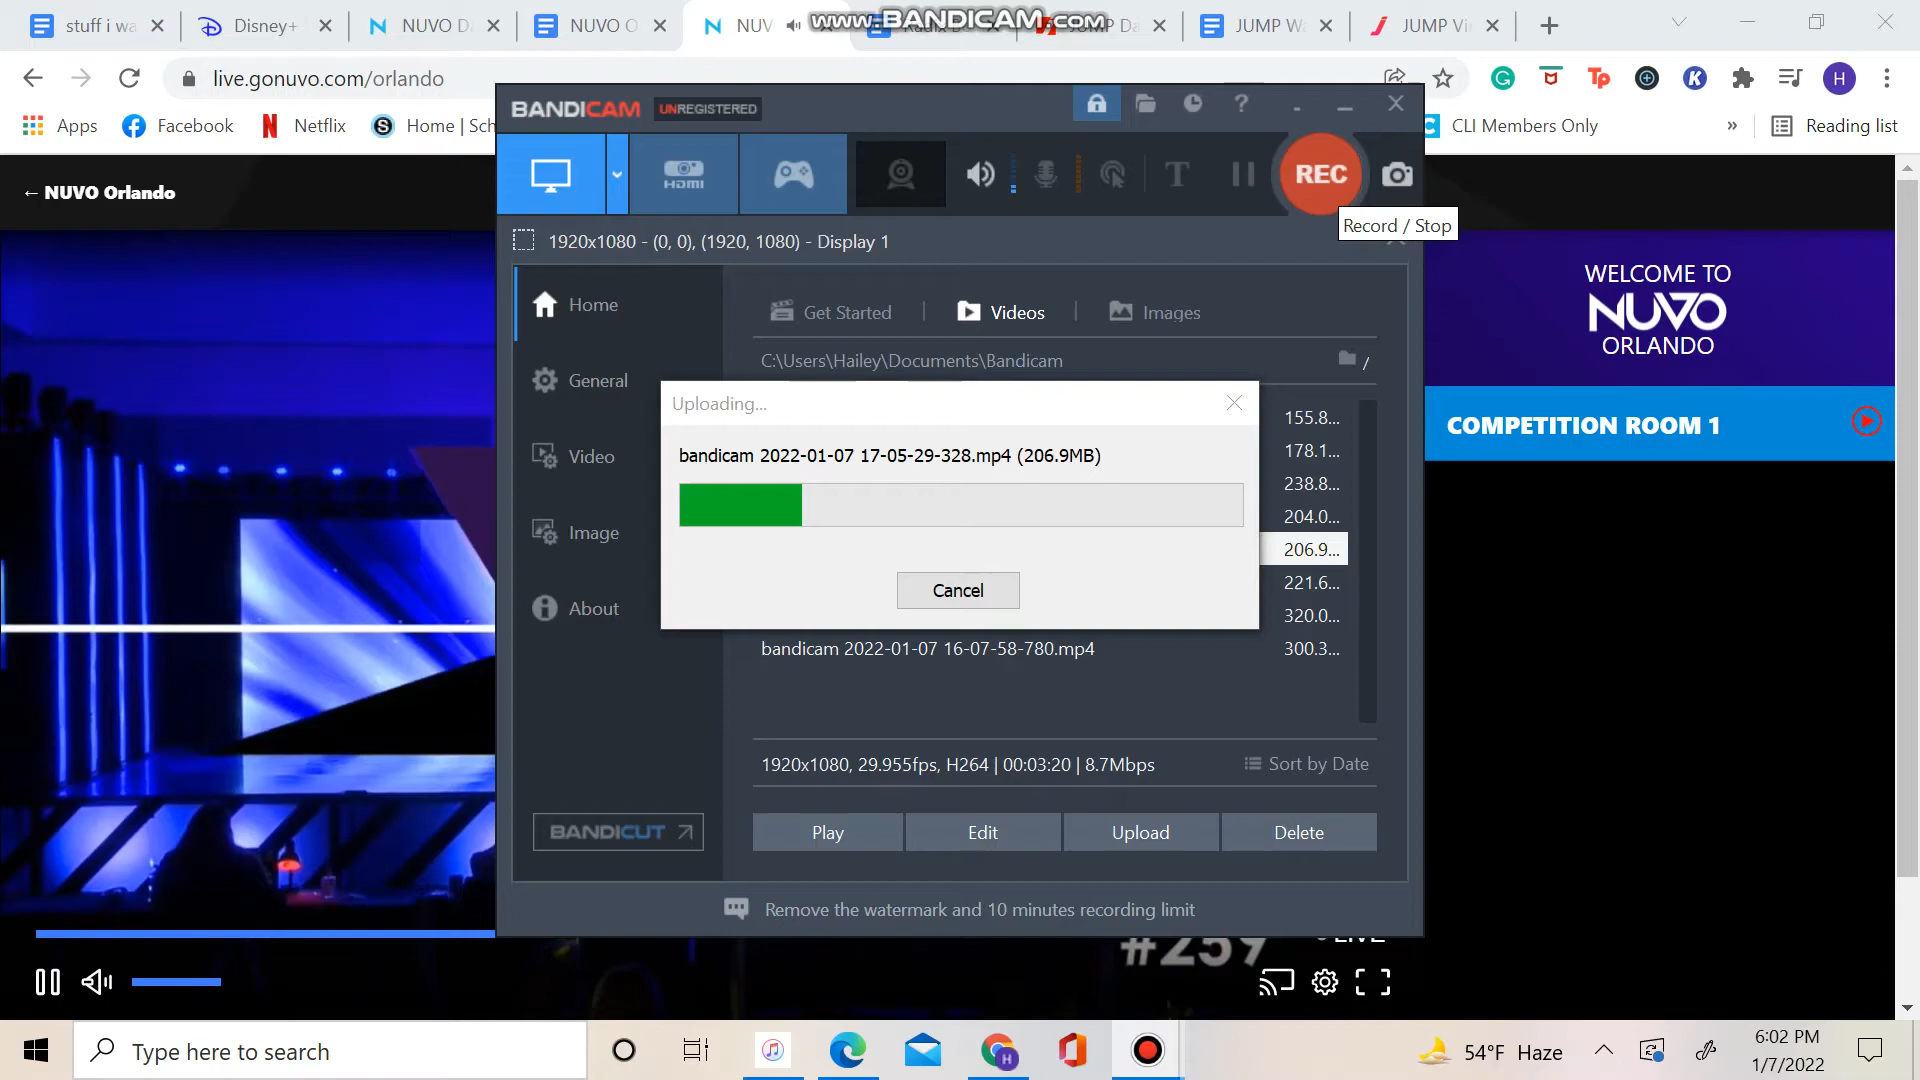 stuff i wa
Disney+
NUVO D
NUVO O
NUV
www.BANDICAM.com
JUMP Da
JUMP W
JUMP Vi
live.gonuvo.com/orlando
H
Apps
Facebook
Netflix
Home | Sch
CLI Members Only
»
Reading list
BANDICAM UNREGISTERED
HDMI
T
REC
Record / Stop
1920x1080 - (0, 0), (1920, 1080) - Display 1
← NUVO Orlando
Home
General
Video
Image
About
Get Started
Videos
Images
C:\Users\Hailey\Documents\Bandicam
/
Uploading...
bandicam 2022-01-07 17-05-29-328.mp4 (206.9MB)
Cancel
155.8...
178.1...
238.8...
204.0...
206.9...
221.6...
320.0...
bandicam 2022-01-07 16-07-58-780.mp4
300.3...
1920x1080, 29.955fps, H264 | 00:03:20 | 8.7Mbps
Sort by Date
BANDICUT
Play
Edit
Upload
Delete
Remove the watermark and 10 minutes recording limit
WELCOME TO
NUVO
ORLANDO
COMPETITION ROOM 1
#259
LIVE
Type here to search
54°F Haze
6:02 PM
1/7/2022